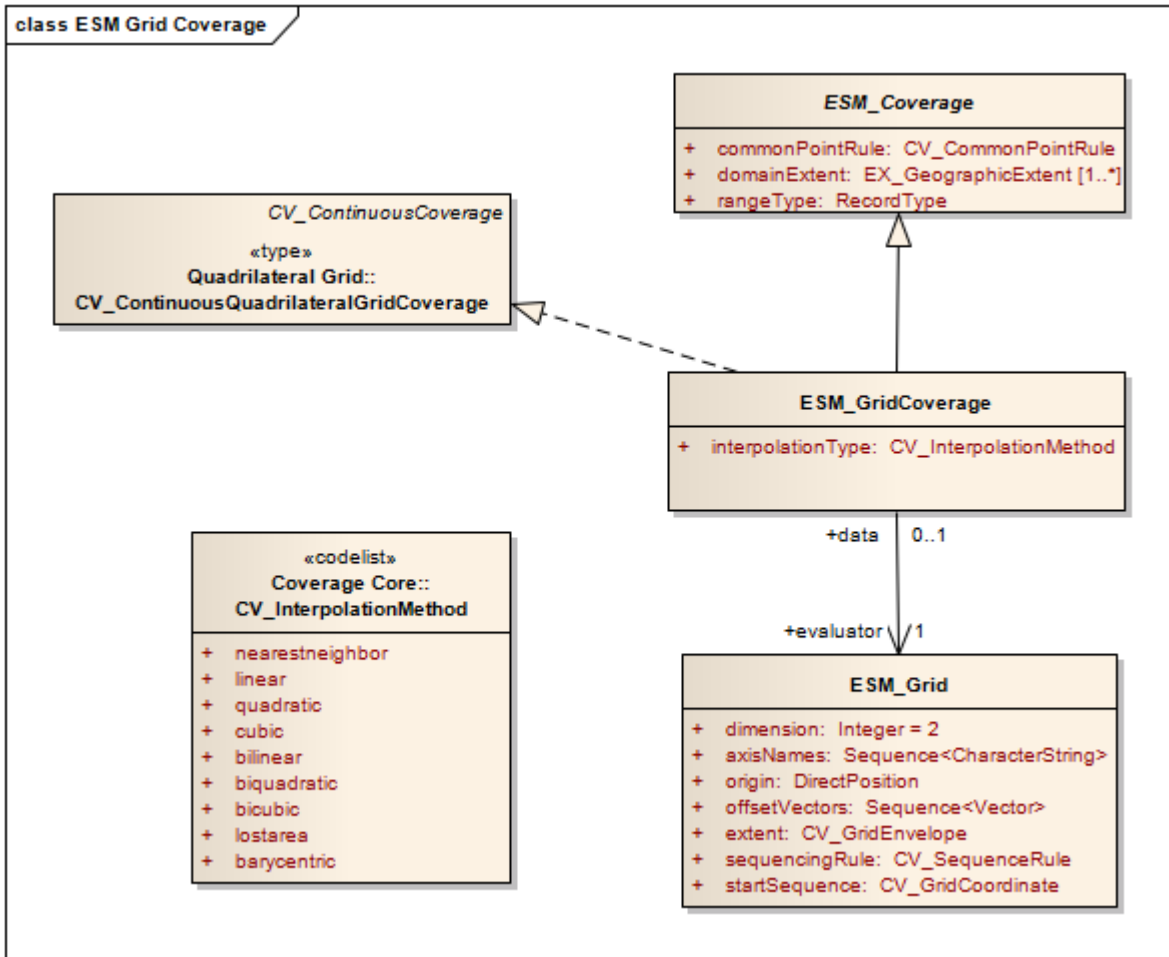 class ESM Grid Coverage
ESM_Coverage
+ commonPointRule: CV_CommonPointRule
+ domainExtent: EX_GeographicExtent [1..*]
+ rangeType: RecordType
CV_ContinuousCoverage
«type»
Quadrilateral Grid::
CV_ContinuousQuadrilateralGridCoverage
ESM_GridCoverage
+ interpolationType: CV_InterpolationMethod
+data 0..1
+evaluator 1
«codelist»
Coverage Core::
CV_InterpolationMethod
+ nearestneighbor
+ linear
+ quadratic
+ cubic
+ bilinear
+ biquadratic
+ bicubic
+ lostarea
+ barycentric
ESM_Grid
+ dimension: Integer = 2
+ axisNames: Sequence<CharacterString>
+ origin: DirectPosition
+ offsetVectors: Sequence<Vector>
+ extent: CV_GridEnvelope
+ sequencingRule: CV_SequenceRule
+ startSequence: CV_GridCoordinate